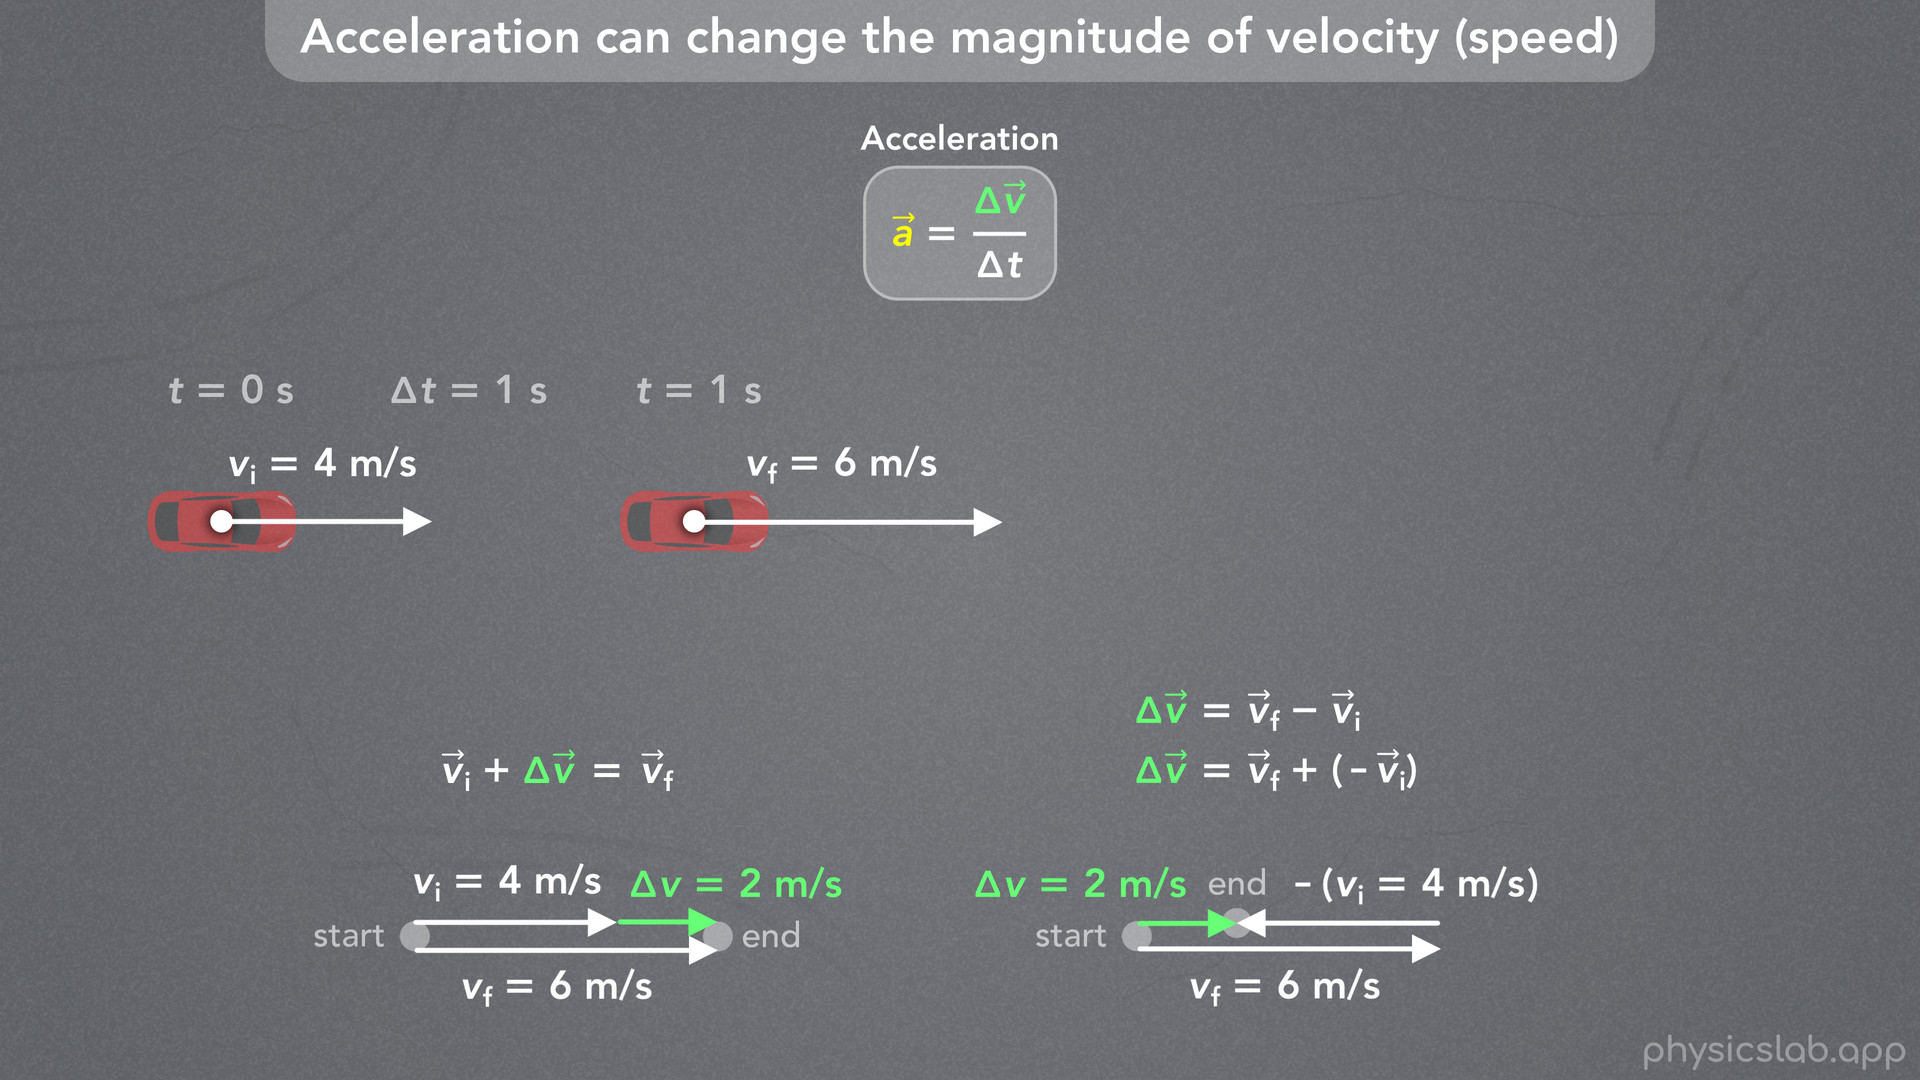 Acceleration can change the magnitude of velocity (speed)
Acceleration
a⃗ = Δv⃗ / Δt
t = 0 s
Δt = 1 s
t = 1 s
vᵢ = 4 m/s
v_f = 6 m/s
Δv⃗ = v⃗_f − v⃗ᵢ
v⃗ᵢ + Δv⃗ = v⃗_f
Δv⃗ = v⃗_f + (- v⃗ᵢ)
vᵢ = 4 m/s
Δv = 2 m/s
start
end
v_f = 6 m/s
Δv = 2 m/s
end
- (vᵢ = 4 m/s)
start
v_f = 6 m/s
physicslab.app